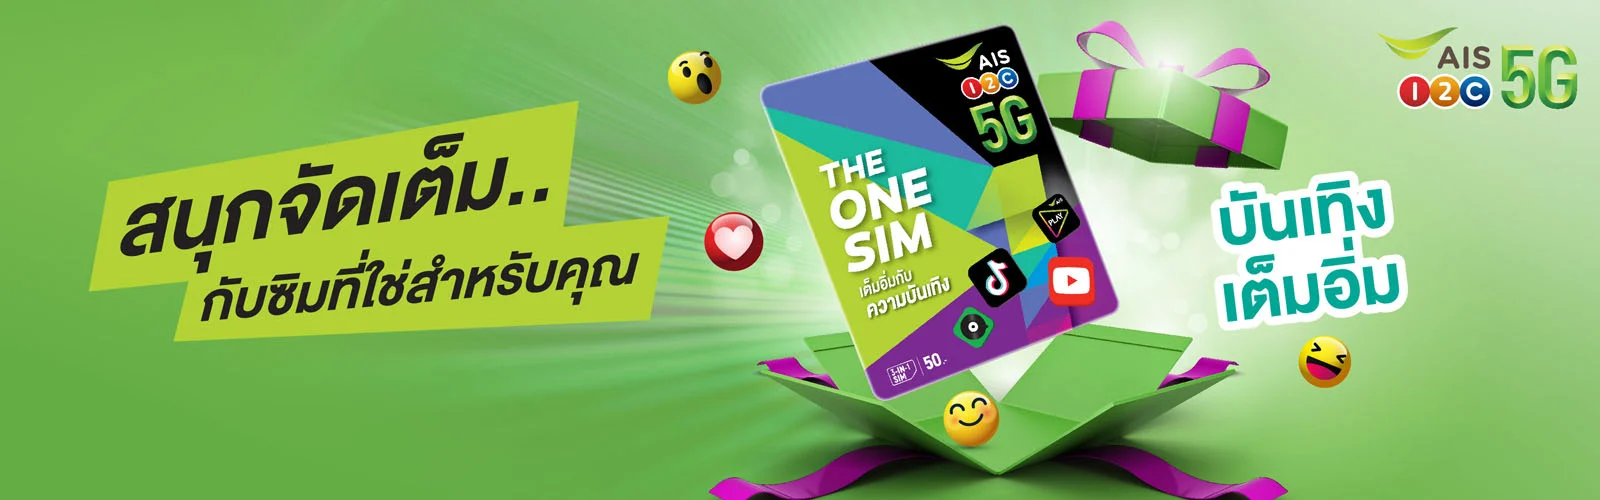 สนุกจัดเต็ม..
กับซิมที่ใช่สำหรับคุณ
AIS
12C
5G
THE
ONE
SIM
เต็มอิ่มกับ
ความบันเทิง
PLAY
3-IN-1
SIM
50.-
บันเทิง
เต็มอิ่ม
AIS
12C
5G